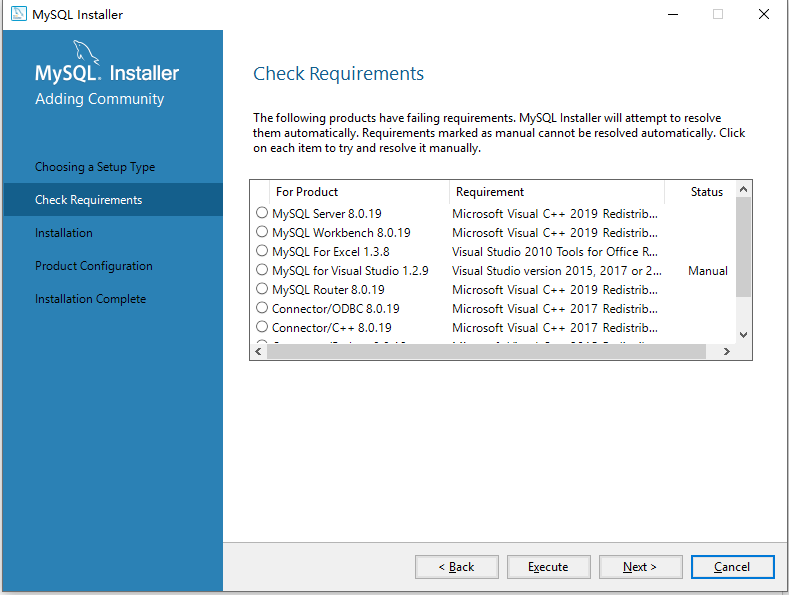 MySQL Installer
MySQL. Installer
Adding Community
Choosing a Setup Type
Check Requirements
Installation
Product Configuration
Installation Complete
Check Requirements
The following products have failing requirements. MySQL Installer will attempt to resolve
them automatically. Requirements marked as manual cannot be resolved automatically. Click
on each item to try and resolve it manually.
For Product Requirement Status
MySQL Server 8.0.19 Microsoft Visual C++ 2019 Redistrib...
MySQL Workbench 8.0.19 Microsoft Visual C++ 2019 Redistrib...
MySQL For Excel 1.3.8 Visual Studio 2010 Tools for Office R...
MySQL for Visual Studio 1.2.9 Visual Studio version 2015, 2017 or 2... Manual
MySQL Router 8.0.19 Microsoft Visual C++ 2019 Redistrib...
Connector/ODBC 8.0.19 Microsoft Visual C++ 2017 Redistrib...
Connector/C++ 8.0.19 Microsoft Visual C++ 2017 Redistrib...
< Back Execute Next > Cancel